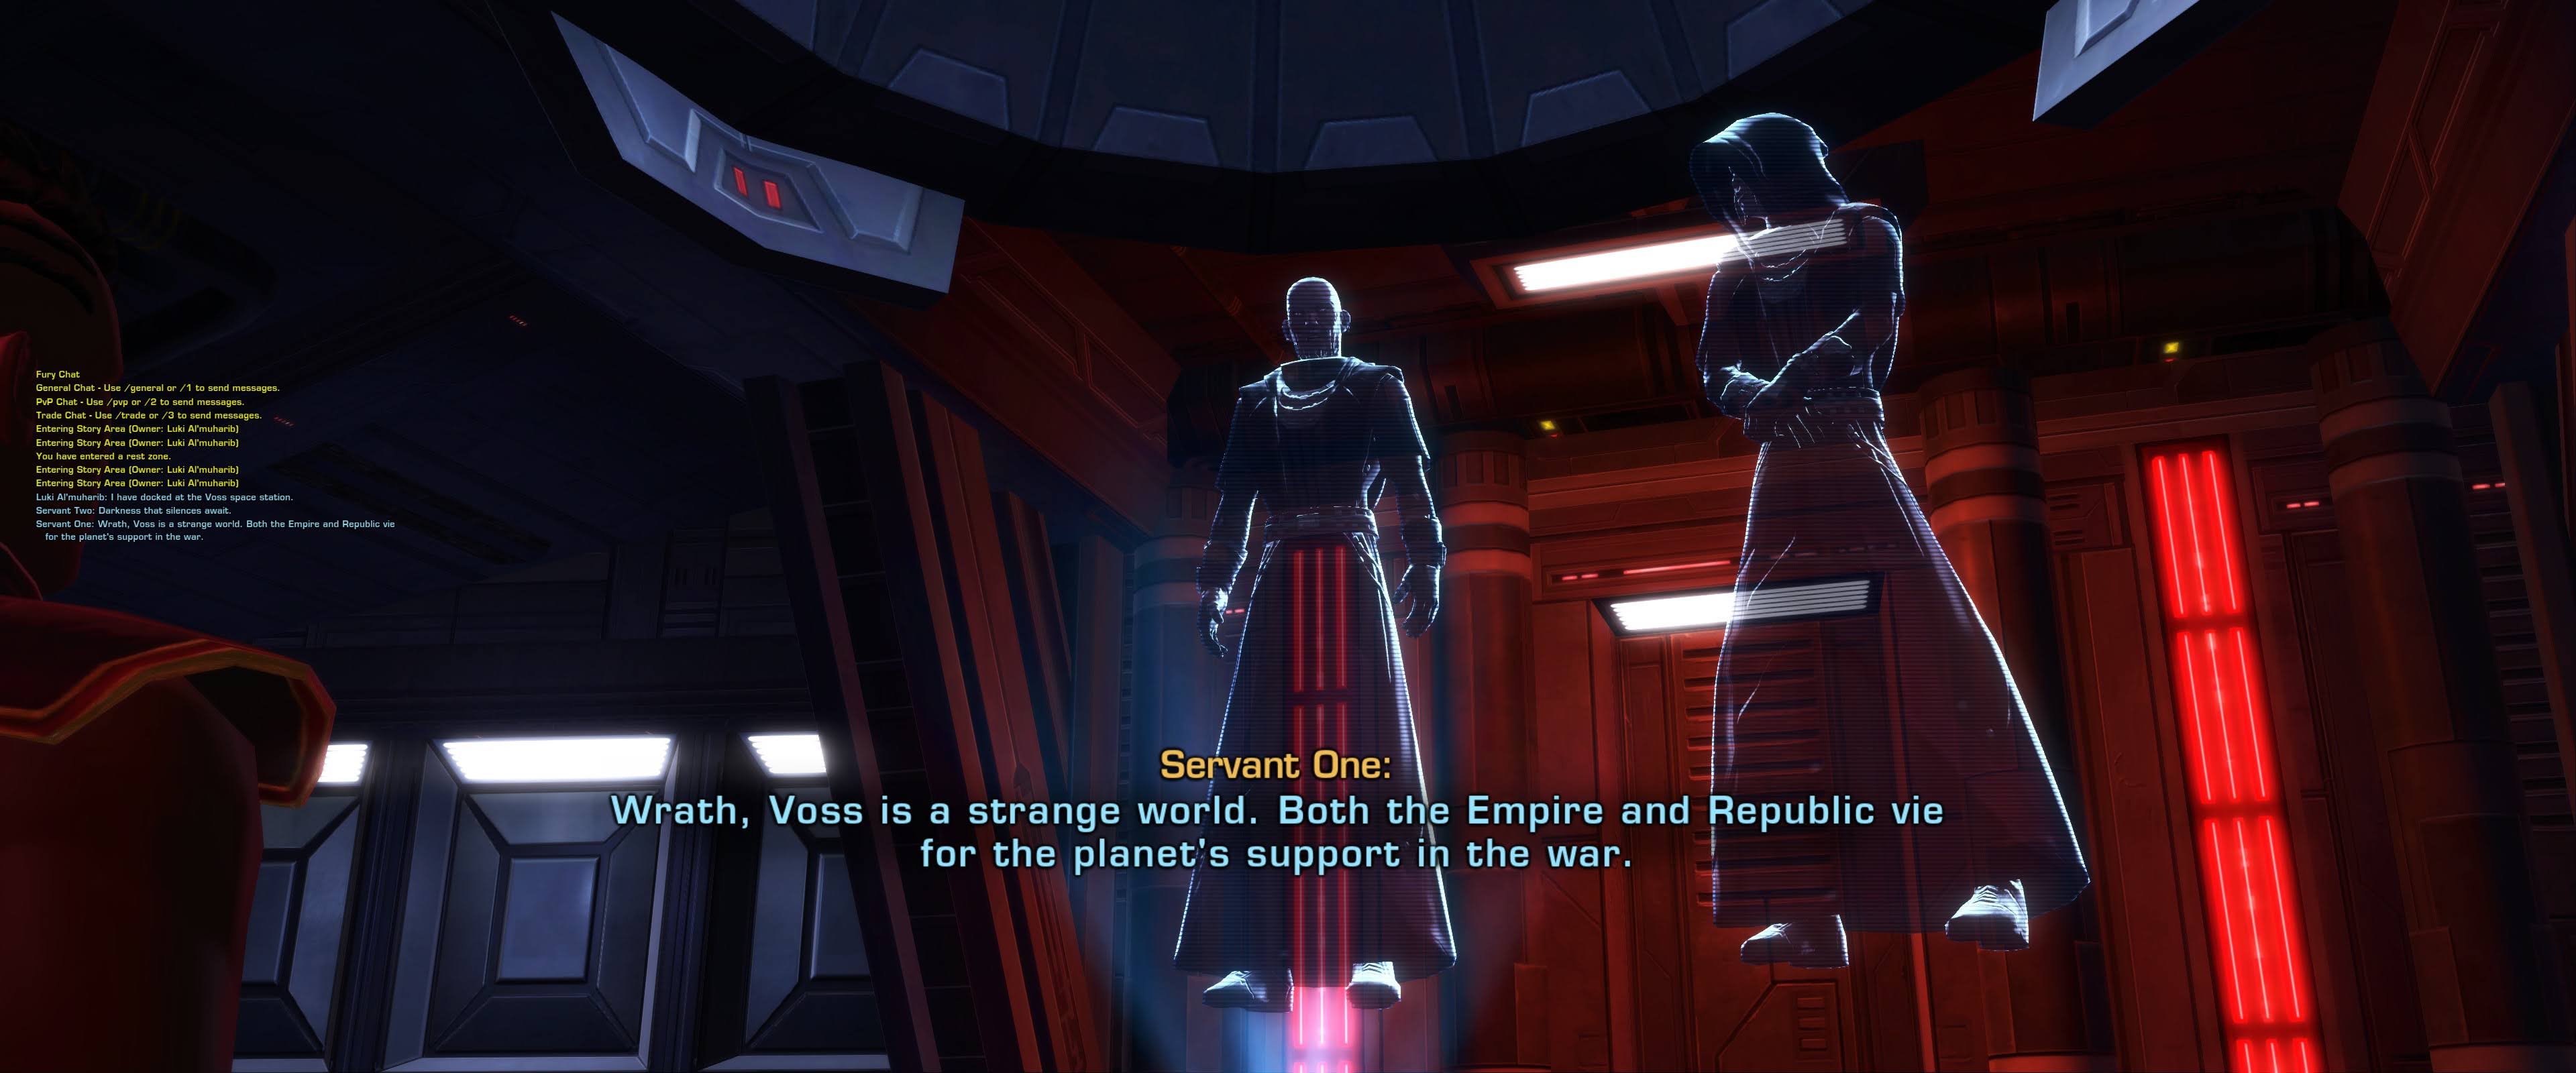 Fury Chat
General Chat - Use /general or /1 to send messages.
PvP Chat - Use /pvp or /2 to send messages.
Trade Chat - Use /trade or /3 to send messages.
Entering Story Area (Owner: Luki Al'muharib)
Entering Story Area (Owner: Luki Al'muharib)
You have entered a rest zone.
Entering Story Area (Owner: Luki Al'muharib)
Entering Story Area (Owner: Luki Al'muharib)
Luki Al'muharib: I have docked at the Voss space station.
Servant Two: Darkness that silences await.
Servant One: Wrath, Voss is a strange world. Both the Empire and Republic vie
for the planet's support in the war.
Servant One:
Wrath, Voss is a strange world. Both the Empire and Republic vie
for the planet's support in the war.